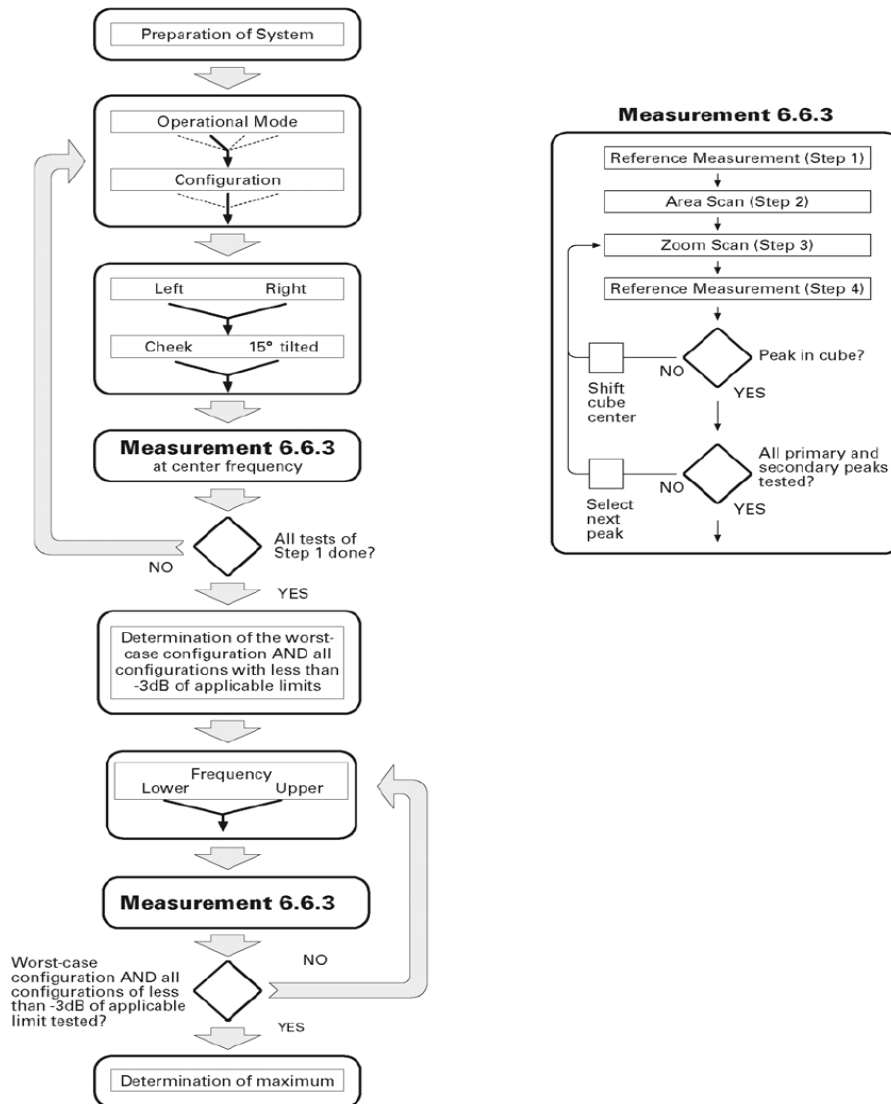 Preparation of System
Operational Mode
Configuration
Left Right
Cheek 15° tilted
Measurement 6.6.3
at center frequency
All tests of
Step 1 done?
NO
YES
Determination of the worst-
case configuration AND all
configurations with less than
-3dB of applicable limits
Frequency
Lower Upper
Measurement 6.6.3
Worst-case
configuration AND all
configurations of less
than -3dB of applicable
limit tested?
NO
YES
Determination of maximum
Measurement 6.6.3
Reference Measurement (Step 1)
Area Scan (Step 2)
Zoom Scan (Step 3)
Reference Measurement (Step 4)
Peak in cube?
NO
YES
Shift
cube
center
All primary and
secondary peaks
tested?
NO
YES
Select
next
peak